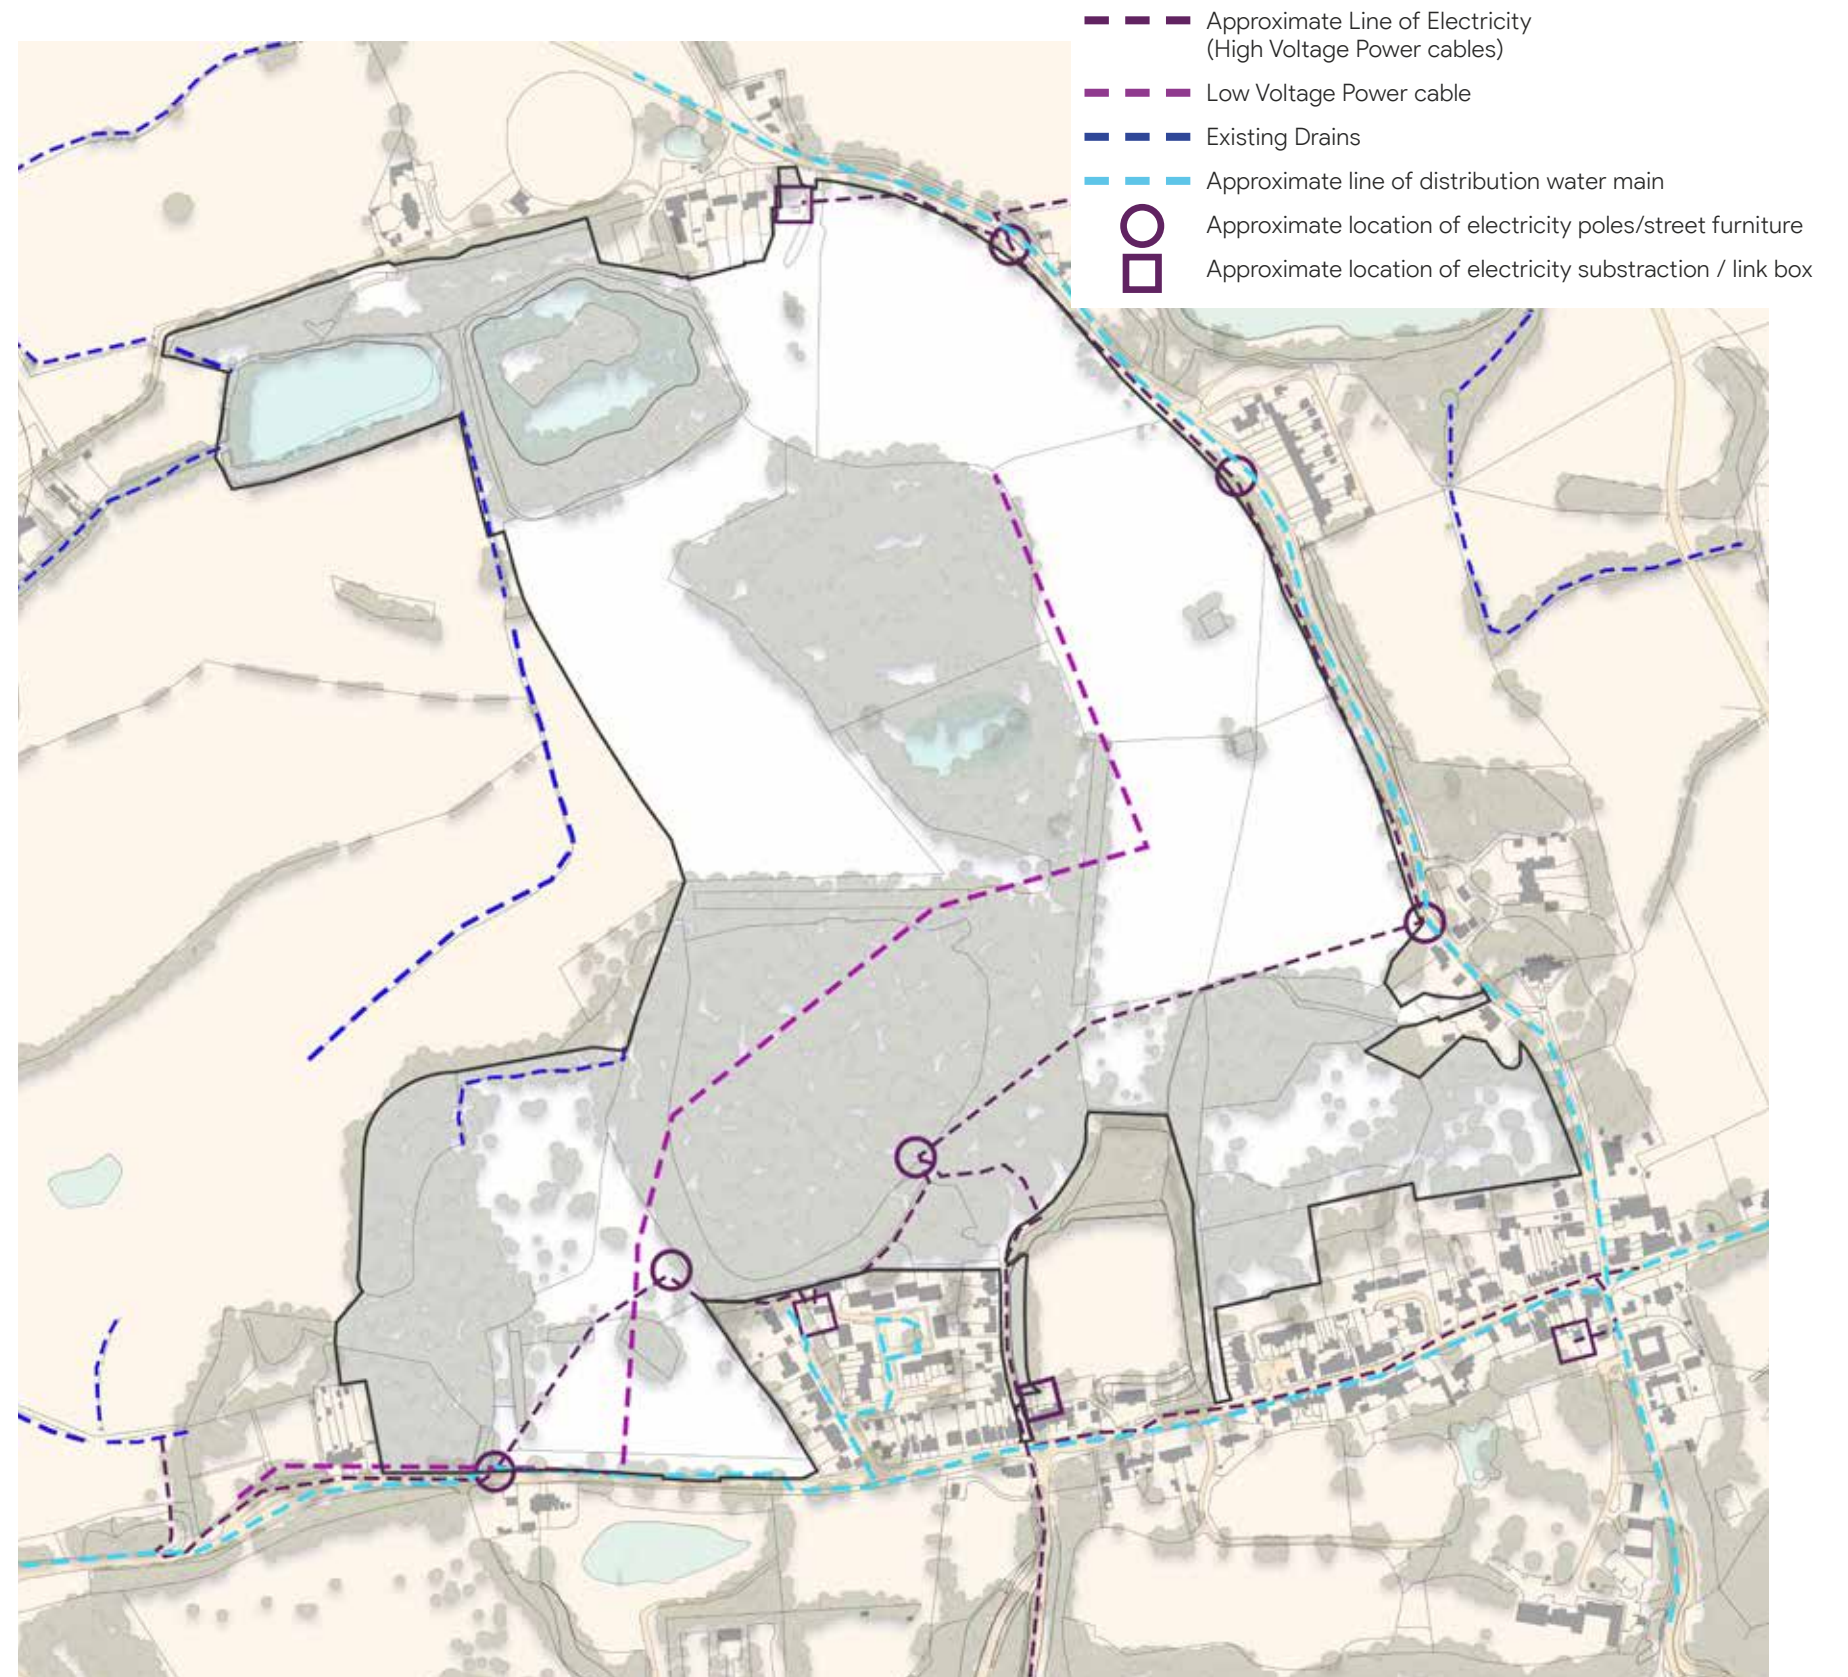 Approximate Line of Electricity
(High Voltage Power cables)
Low Voltage Power cable
Existing Drains
Approximate line of distribution water main
Approximate location of electricity poles/street furniture
Approximate location of electricity substraction / link box